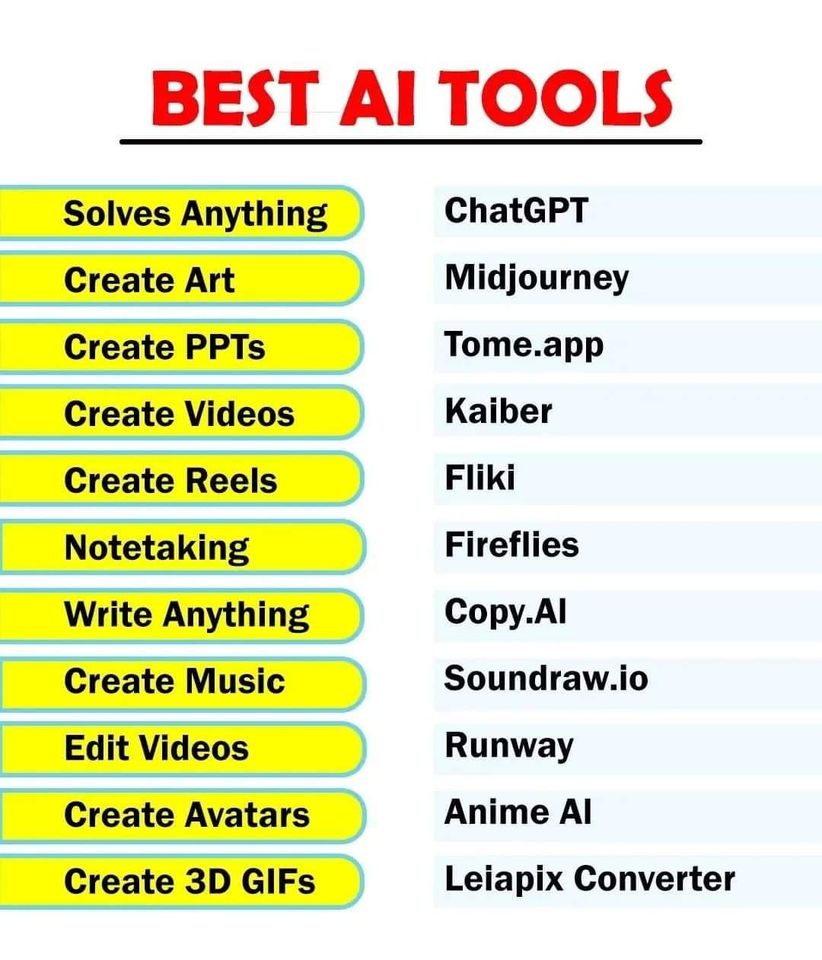 BEST AI TOOLS
Solves Anything ChatGPT
Create Art Midjourney
Create PPTs Tome.app
Create Videos Kaiber
Create Reels Fliki
Notetaking Fireflies
Write Anything Copy.AI
Create Music Soundraw.io
Edit Videos Runway
Create Avatars Anime AI
Create 3D GIFs Leiapix Converter